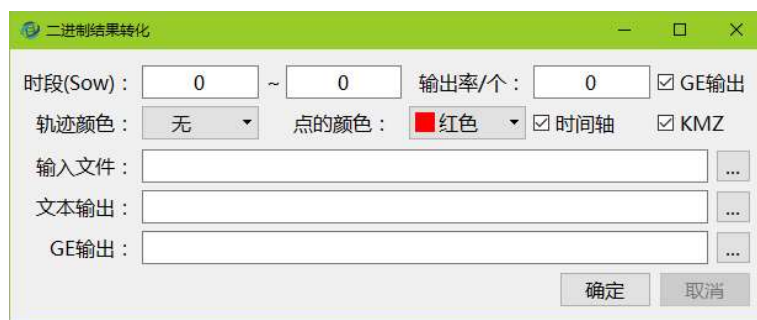 二进制结果转化
时段(Sow)： 0 ~ 0 输出率/个： 0 GE输出
轨迹颜色： 无 点的颜色： 红色 时间轴 KMZ
输入文件： ...
文本输出： ...
GE输出： ...
确定 取消